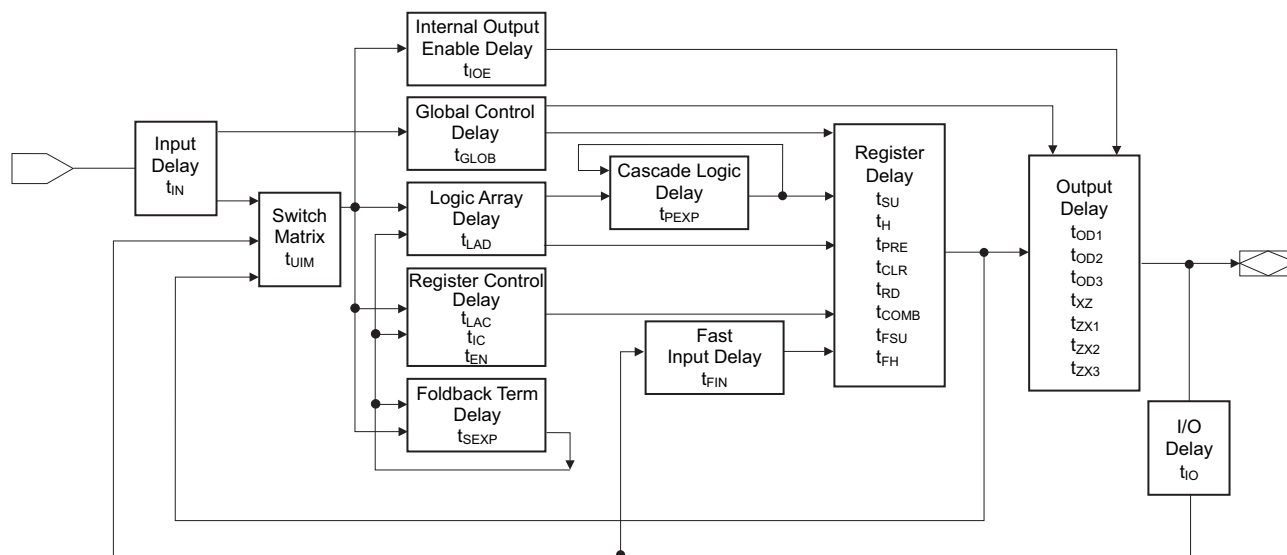 Internal Output
Enable Delay
tIOE
Global Control
Delay
tGLOB
Input
Delay
tIN
Switch
Matrix
tUIM
Logic Array
Delay
tLAD
Cascade Logic
Delay
tPEXP
Register Control
Delay
tLAC
tIC
tEN
Fast
Input Delay
tFIN
Foldback Term
Delay
tSEXP
Register
Delay
tSU
tH
tPRE
tCLR
tRD
tCOMB
tFSU
tFH
Output
Delay
tOD1
tOD2
tOD3
tXZ
tZX1
tZX2
tZX3
I/O
Delay
tIO